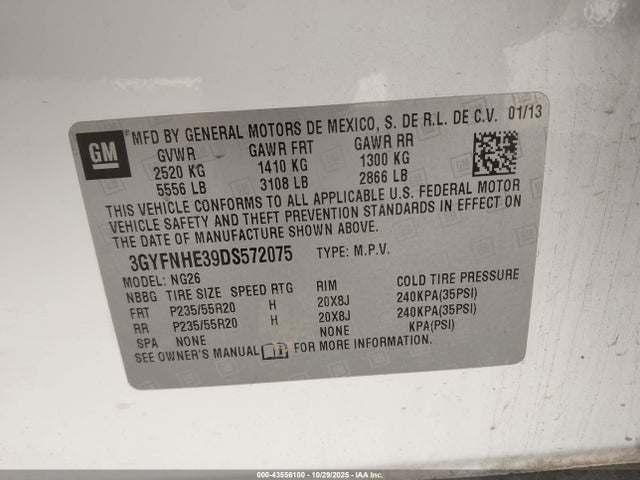 GM
*MFD BY GENERAL MOTORS DE MEXICO, S. DE R.L. DE C.V. 01/13
GVWR GAWR FRT GAWR RR
2520 KG 1410 KG 1300 KG
5556 LB 3108 LB 2866 LB
THIS VEHICLE CONFORMS TO ALL APPLICABLE U.S. FEDERAL MOTOR
VEHICLE SAFETY AND THEFT PREVENTION STANDARDS IN EFFECT ON
THE DATE OF MANUFACTURE SHOWN ABOVE.
3GYFNHE39DS572075 TYPE: M.P.V.
MODEL: NG26
NBBG TIRE SIZE SPEED RTG RIM COLD TIRE PRESSURE
FRT P235/55R20 H 20X8J 240KPA(35PSI)
RR P235/55R20 H 20X8J 240KPA(35PSI)
SPA NONE NONE KPA(PSI)
SEE OWNER'S MANUAL FOR MORE INFORMATION.
000-43556100 - 10/29/2025 - IAA Inc.